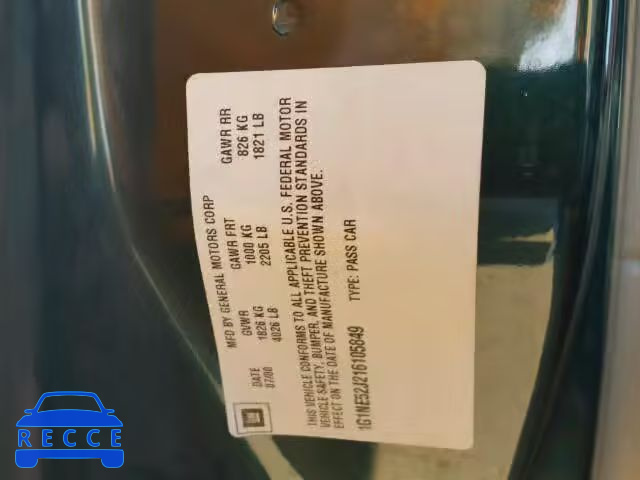 MFD BY GENERAL MOTORS CORP
DATE GVWR GAWR FRT GAWR RR
07/00 1826 KG 1000 KG 826 KG
4026 LB 2205 LB 1821 LB
THIS VEHICLE CONFORMS TO ALL APPLICABLE U.S. FEDERAL MOTOR
VEHICLE SAFETY, BUMPER, AND THEFT PREVENTION STANDARDS IN
EFFECT ON THE DATE OF MANUFACTURE SHOWN ABOVE.
1G1NE52J216105849 TYPE: PASS CAR
GM
RECCE